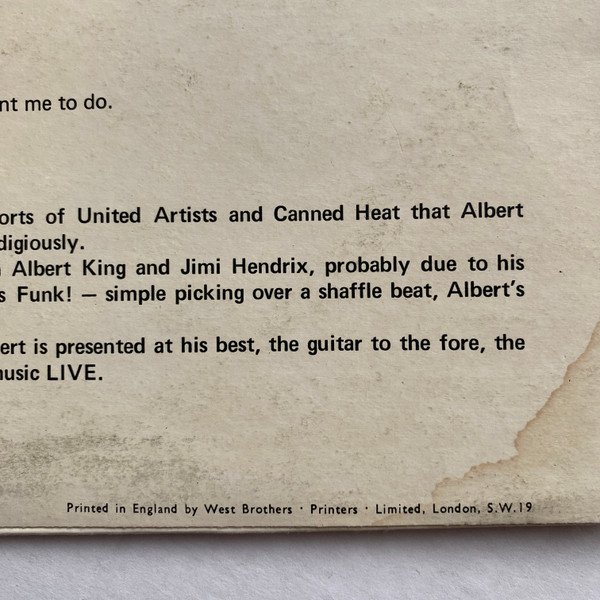 nt me to do.
orts of United Artists and Canned Heat that Albert
digiously.
Albert King and Jimi Hendrix, probably due to his
s Funk! — simple picking over a shaffle beat, Albert's
ert is presented at his best, the guitar to the fore, the
music LIVE.
Printed in England by West Brothers · Printers · Limited, London, S.W.19